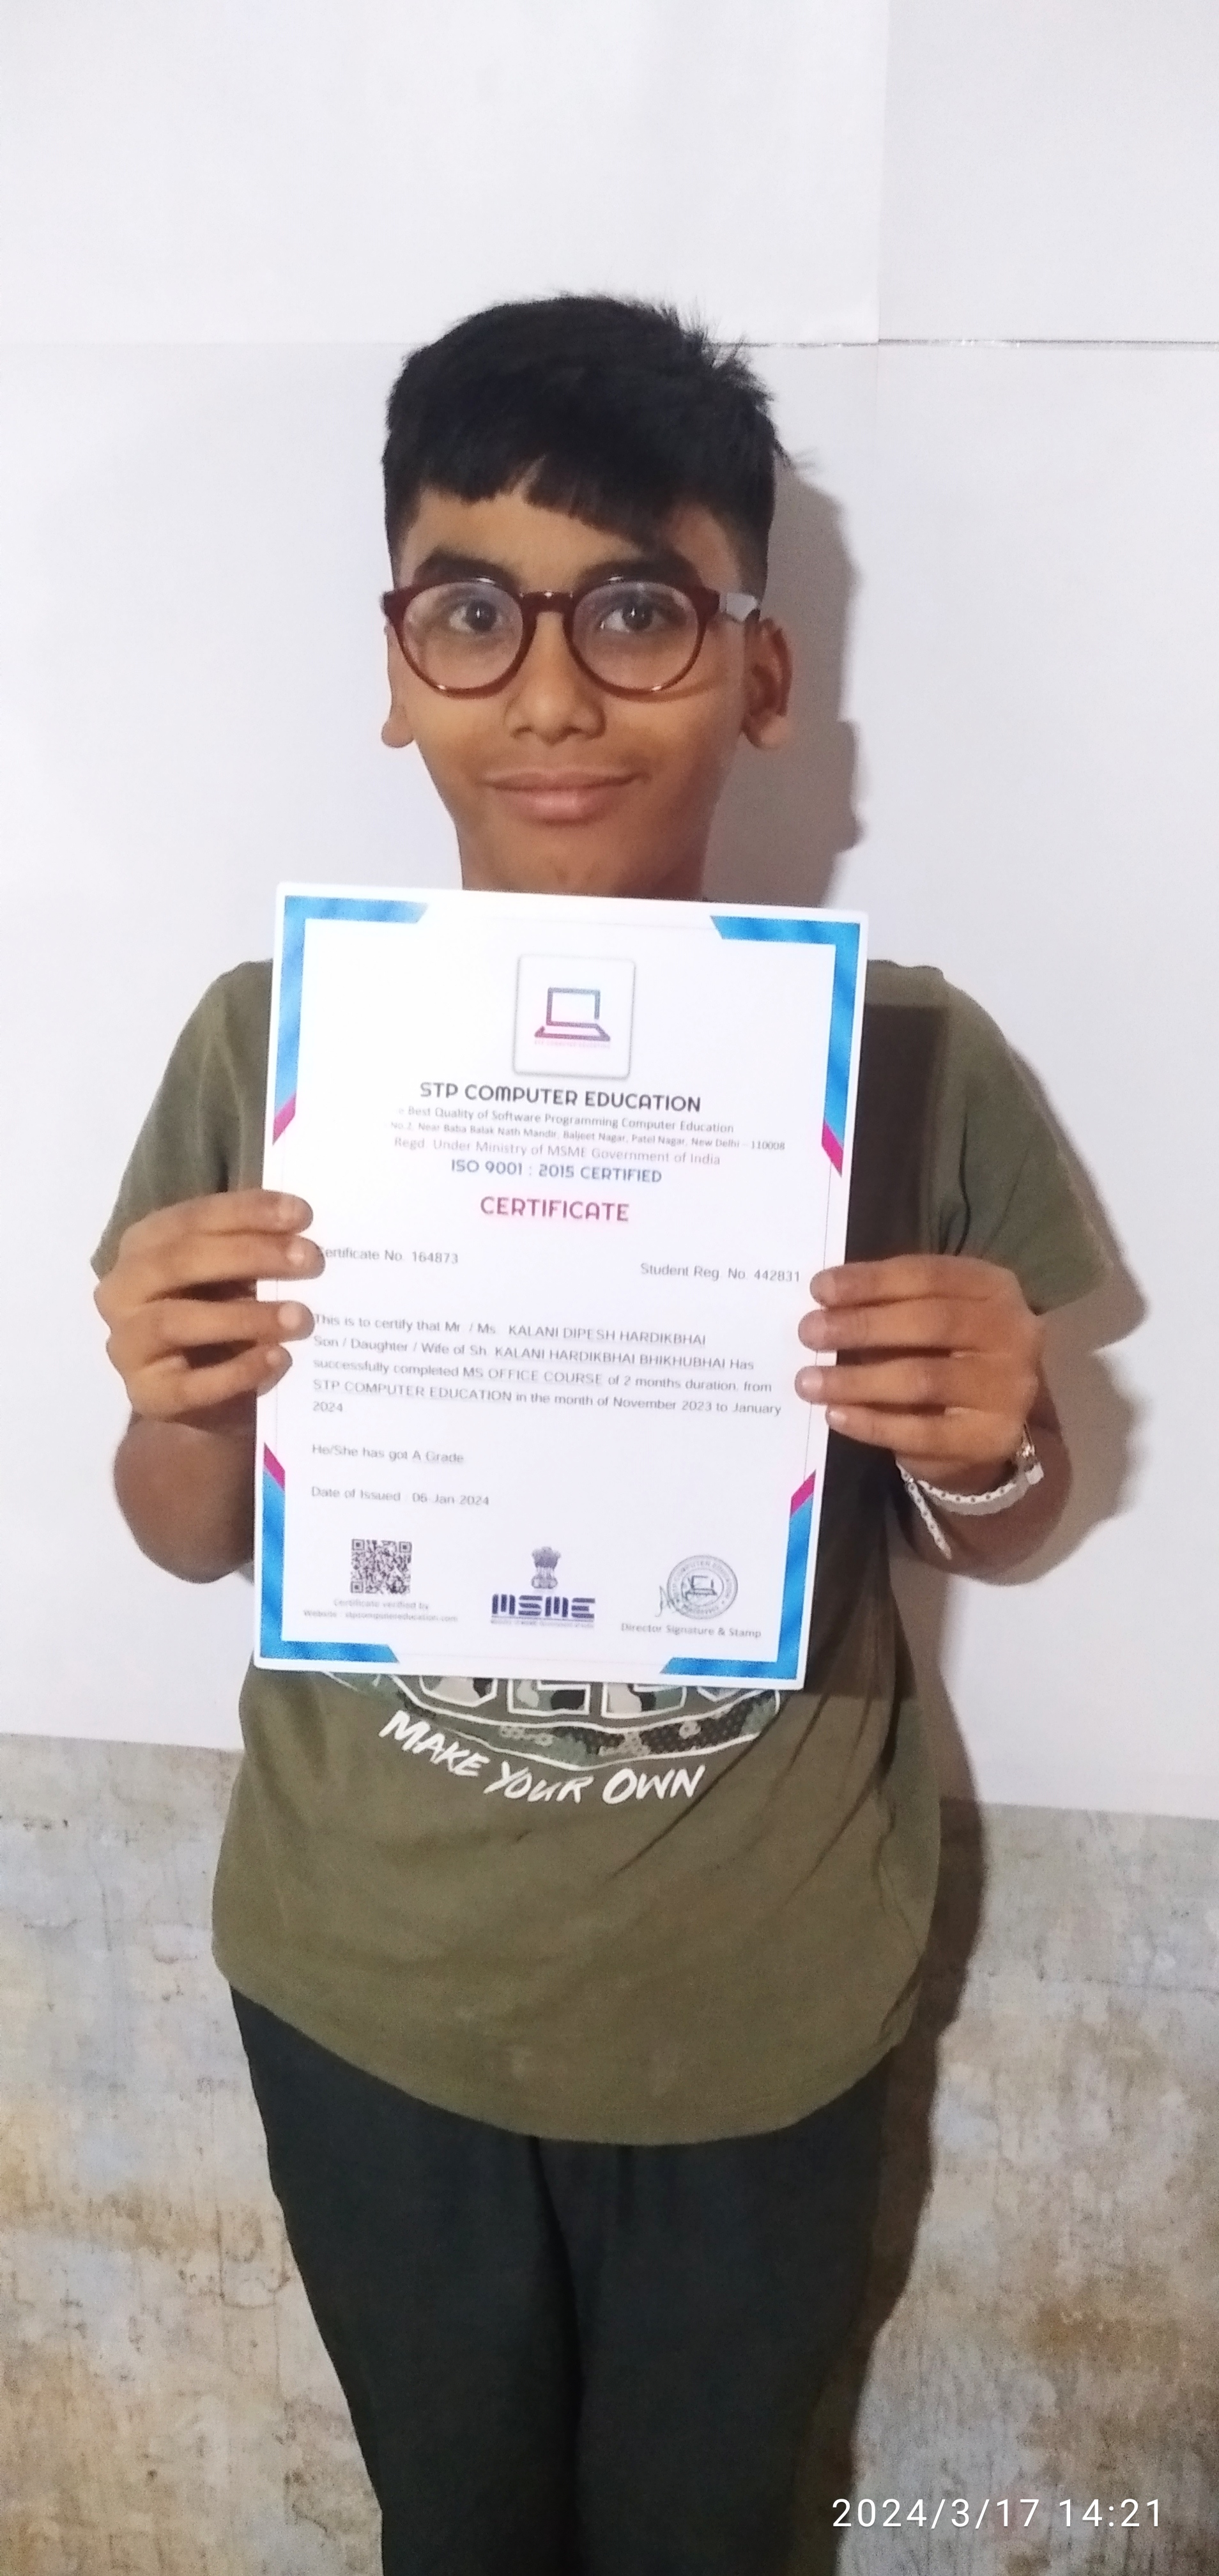 STP COMPUTER EDUCATION
Best Quality of Software Programming Computer Education
No.2, Near Baba Balak Nath Mandir, Baljeet Nagar, Patel Nagar, New Delhi - 110008
Regd. Under Ministry of MSME Government of India
ISO 9001 : 2015 CERTIFIED
CERTIFICATE
Certificate No. 164873
Student Reg. No. 442831
This is to certify that Mr. / Ms. KALANI DIPESH HARDIKBHAI
Son / Daughter / Wife of Sh. KALANI HARDIKBHAI BHIKHUBHAI Has
successfully completed MS OFFICE COURSE of 2 months duration, from
STP COMPUTER EDUCATION in the month of November 2023 to January
2024
He/She has got A Grade
Date of Issued : 06 Jan 2024
Certificate verified by
Website : stpcomputereducation.com
MSME
Director Signature & Stamp
MAKE YOUR OWN
2024/3/17 14:21